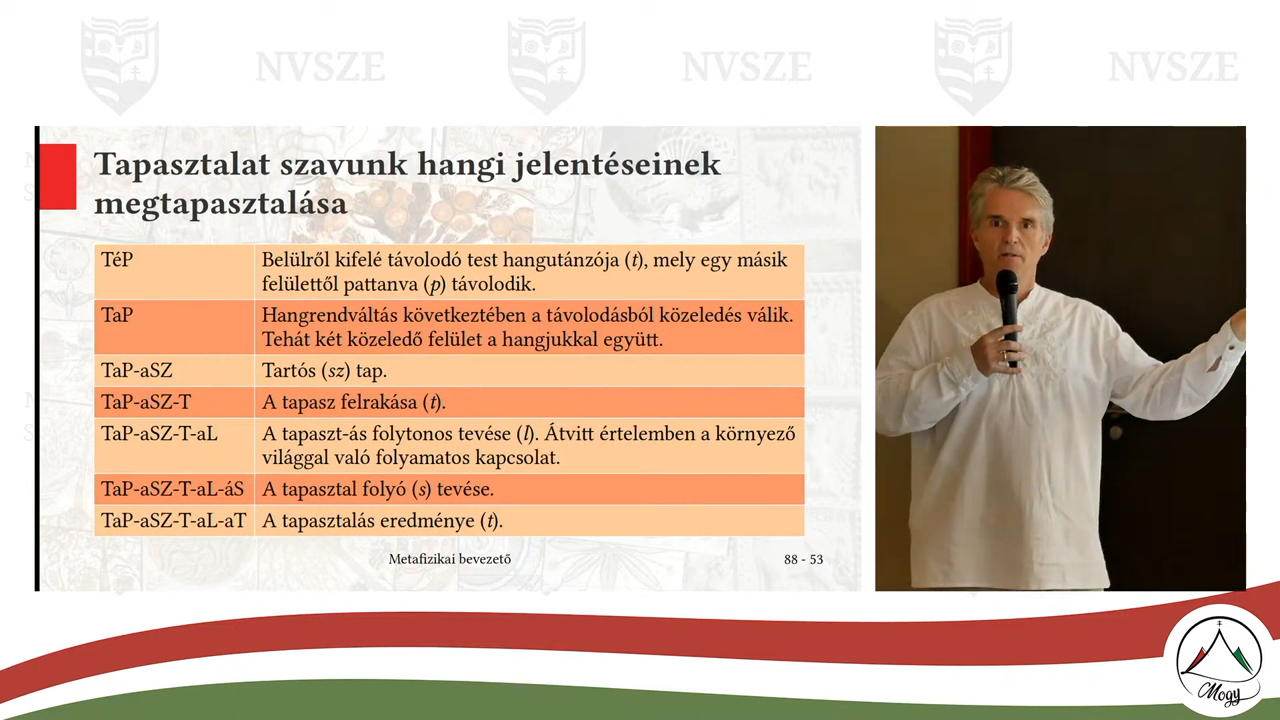 NVSZE
NVSZE
NVSZE
Tapasztalat szavunk hangi jelentéseinek
megtapasztalása
TéP
Belülről kifelé távolodó test hangutánzója (t), mely egy másik
felülettől pattanva (p) távolodik.
TaP
Hangrendváltás következtében a távolodásból közeledés válik.
Tehát két közeledő felület a hangjukkal együtt.
TaP-aSZ
Tartós (sz) tap.
TaP-aSZ-T
A tapasz felrakása (t).
TaP-aSZ-T-aL
A tapaszt-ás folytonos tevése (l). Átvitt értelemben a környező
világgal való folyamatos kapcsolat.
TaP-aSZ-T-aL-áS
A tapasztal folyó (s) tevése.
TaP-aSZ-T-aL-aT
A tapasztalás eredménye (t).
Metafizikai bevezető
88 - 53
Mogy